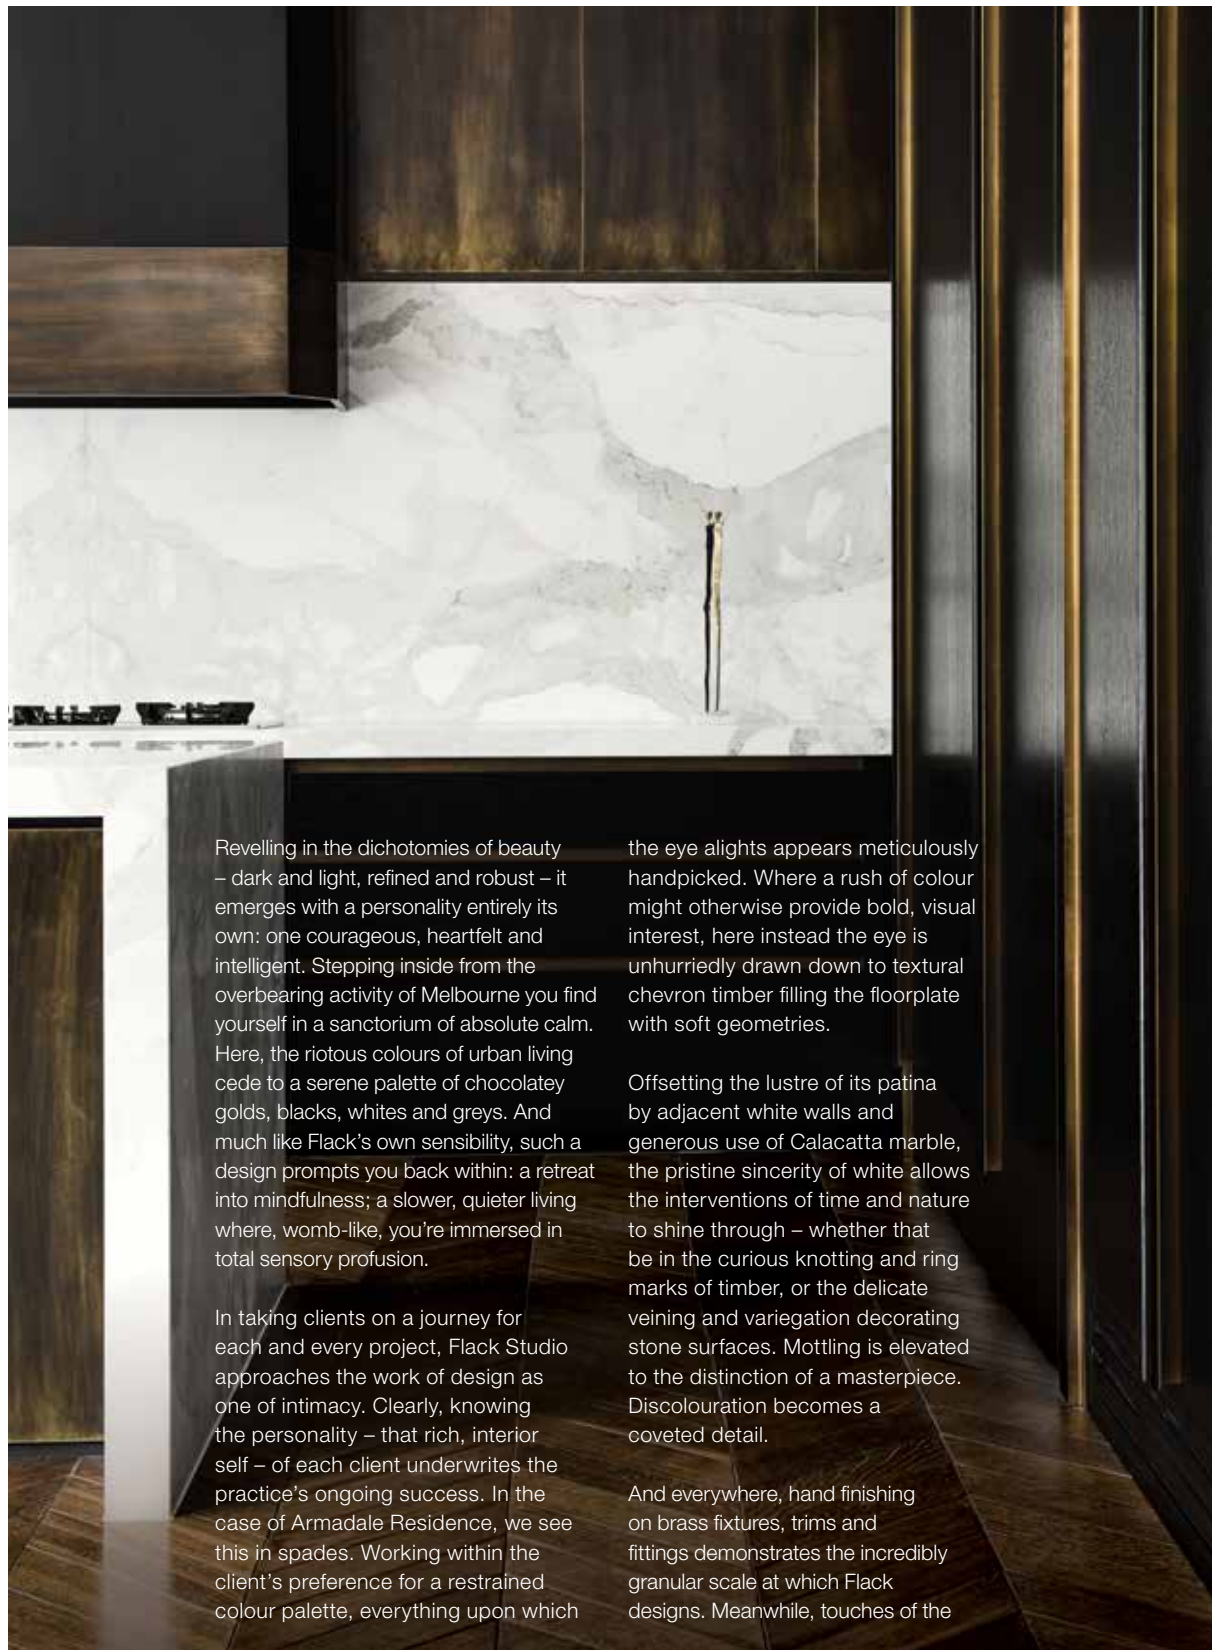 Revelling in the dichotomies of beauty
– dark and light, refined and robust – it
emerges with a personality entirely its
own: one courageous, heartfelt and
intelligent. Stepping inside from the
overbearing activity of Melbourne you find
yourself in a sanctorium of absolute calm.
Here, the riotous colours of urban living
cede to a serene palette of chocolatey
golds, blacks, whites and greys. And
much like Flack’s own sensibility, such a
design prompts you back within: a retreat
into mindfulness; a slower, quieter living
where, womb-like, you’re immersed in
total sensory profusion.
In taking clients on a journey for
each and every project, Flack Studio
approaches the work of design as
one of intimacy. Clearly, knowing
the personality – that rich, interior
self – of each client underwrites the
practice’s ongoing success. In the
case of Armadale Residence, we see
this in spades. Working within the
client’s preference for a restrained
colour palette, everything upon which
the eye alights appears meticulously
handpicked. Where a rush of colour
might otherwise provide bold, visual
interest, here instead the eye is
unhurriedly drawn down to textural
chevron timber filling the floorplate
with soft geometries.
Offsetting the lustre of its patina
by adjacent white walls and
generous use of Calacatta marble,
the pristine sincerity of white allows
the interventions of time and nature
to shine through – whether that
be in the curious knotting and ring
marks of timber, or the delicate
veining and variegation decorating
stone surfaces. Mottling is elevated
to the distinction of a masterpiece.
Discolouration becomes a
coveted detail.
And everywhere, hand finishing
on brass fixtures, trims and
fittings demonstrates the incredibly
granular scale at which Flack
designs. Meanwhile, touches of the